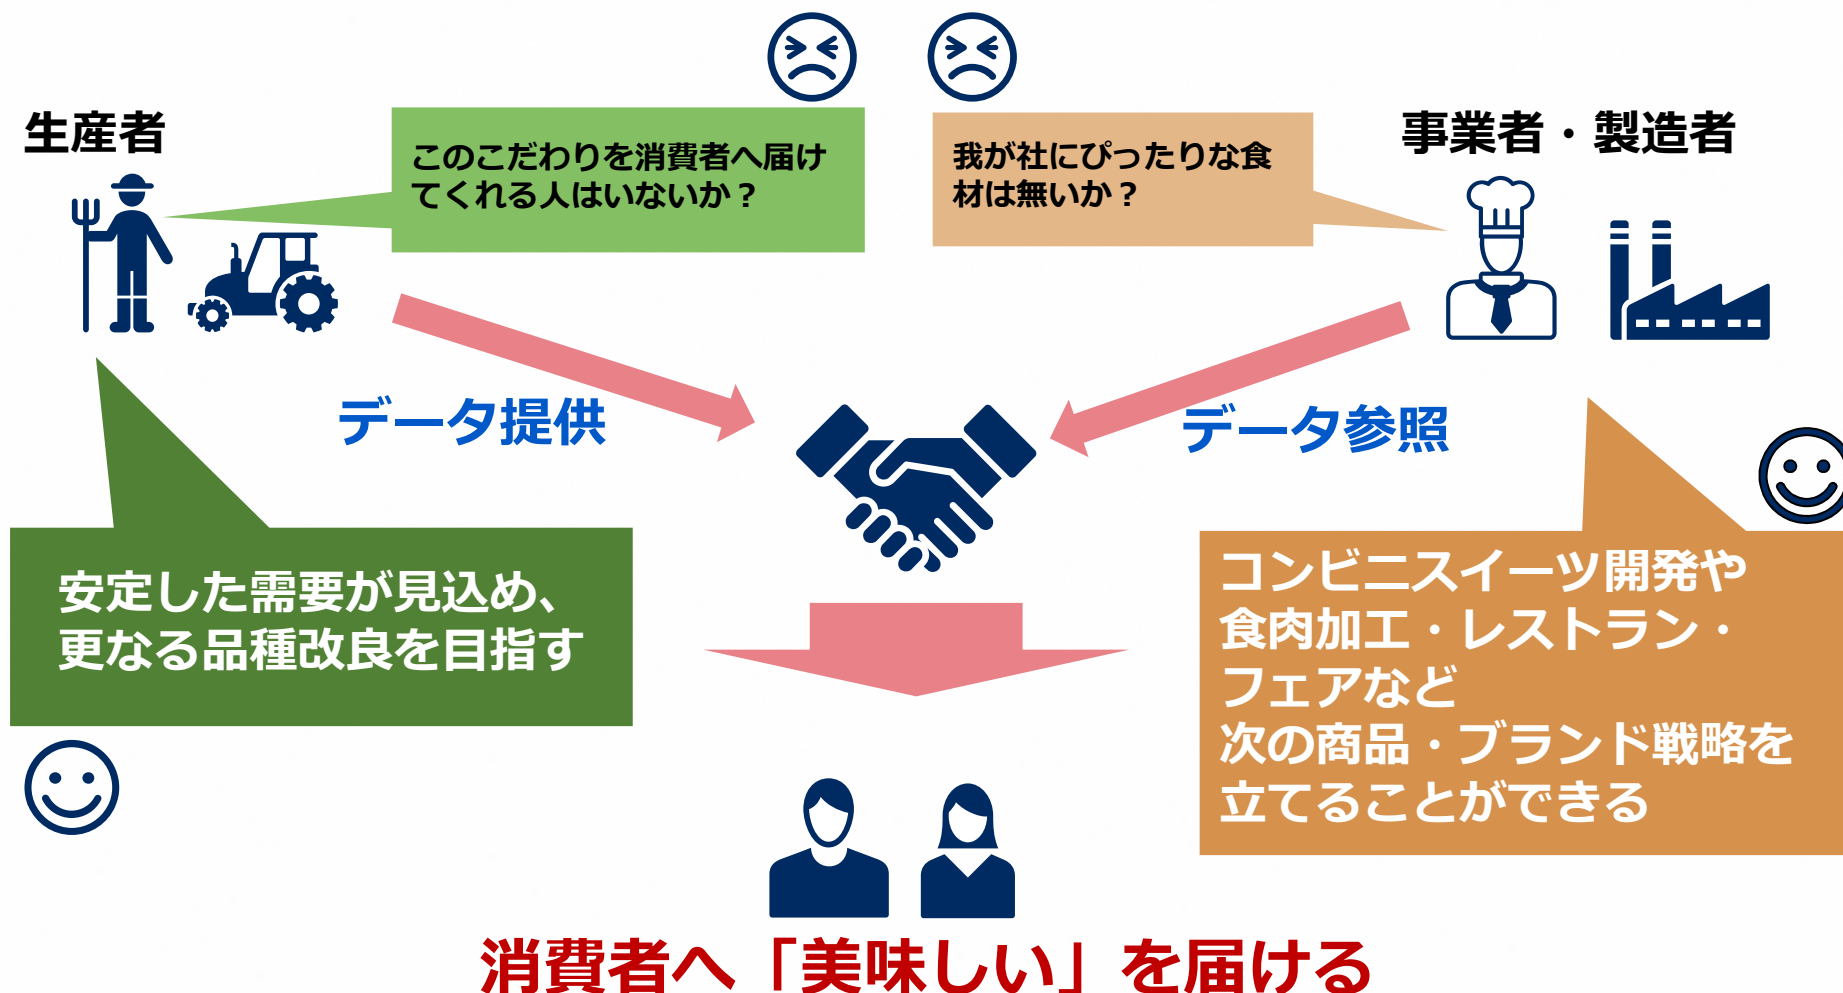 生産者
このこだわりを消費者へ届け
てくれる人はいないか？
我が社にぴったりな食
材は無いか？
事業者・製造者
データ提供
データ参照
安定した需要が見込め、
更なる品種改良を目指す
コンビニスイーツ開発や
食肉加工・レストラン・
フェアなど
次の商品・ブランド戦略を
立てることができる
消費者へ「美味しい」を届ける